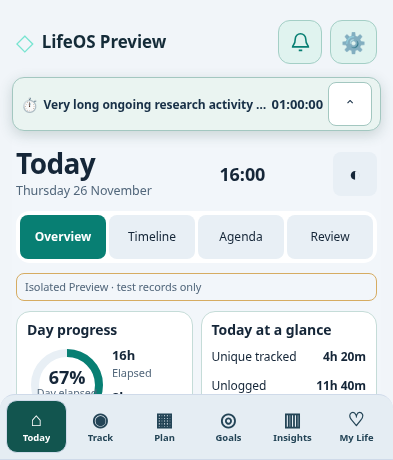 LifeOS Preview
Very long ongoing research activity ... 01:00:00
Today
16:00
Thursday 26 November
Overview Timeline Agenda Review
Isolated Preview · test records only
Day progress
67%
Day elapsed
16h
Elapsed
Today at a glance
Unique tracked 4h 20m
Unlogged 11h 40m
Today Track Plan Goals Insights My Life